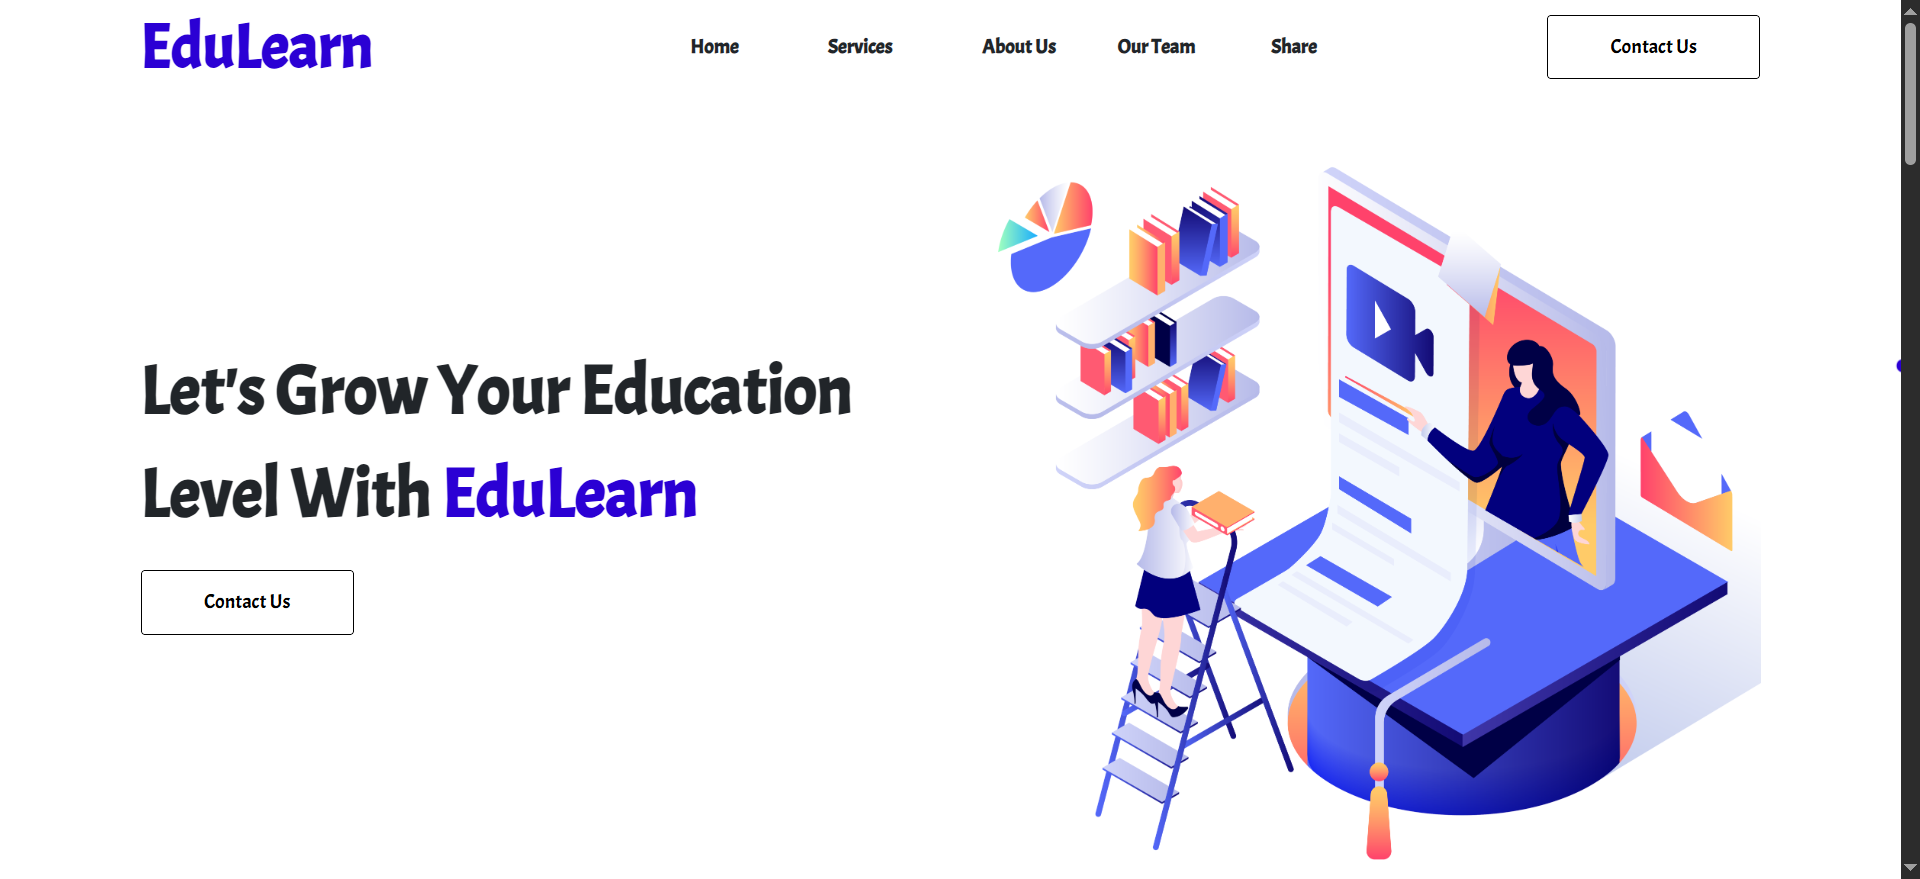 EduLearn
Home Services About Us Our Team Share
Contact Us
Let's Grow Your Education
Level With EduLearn
Contact Us